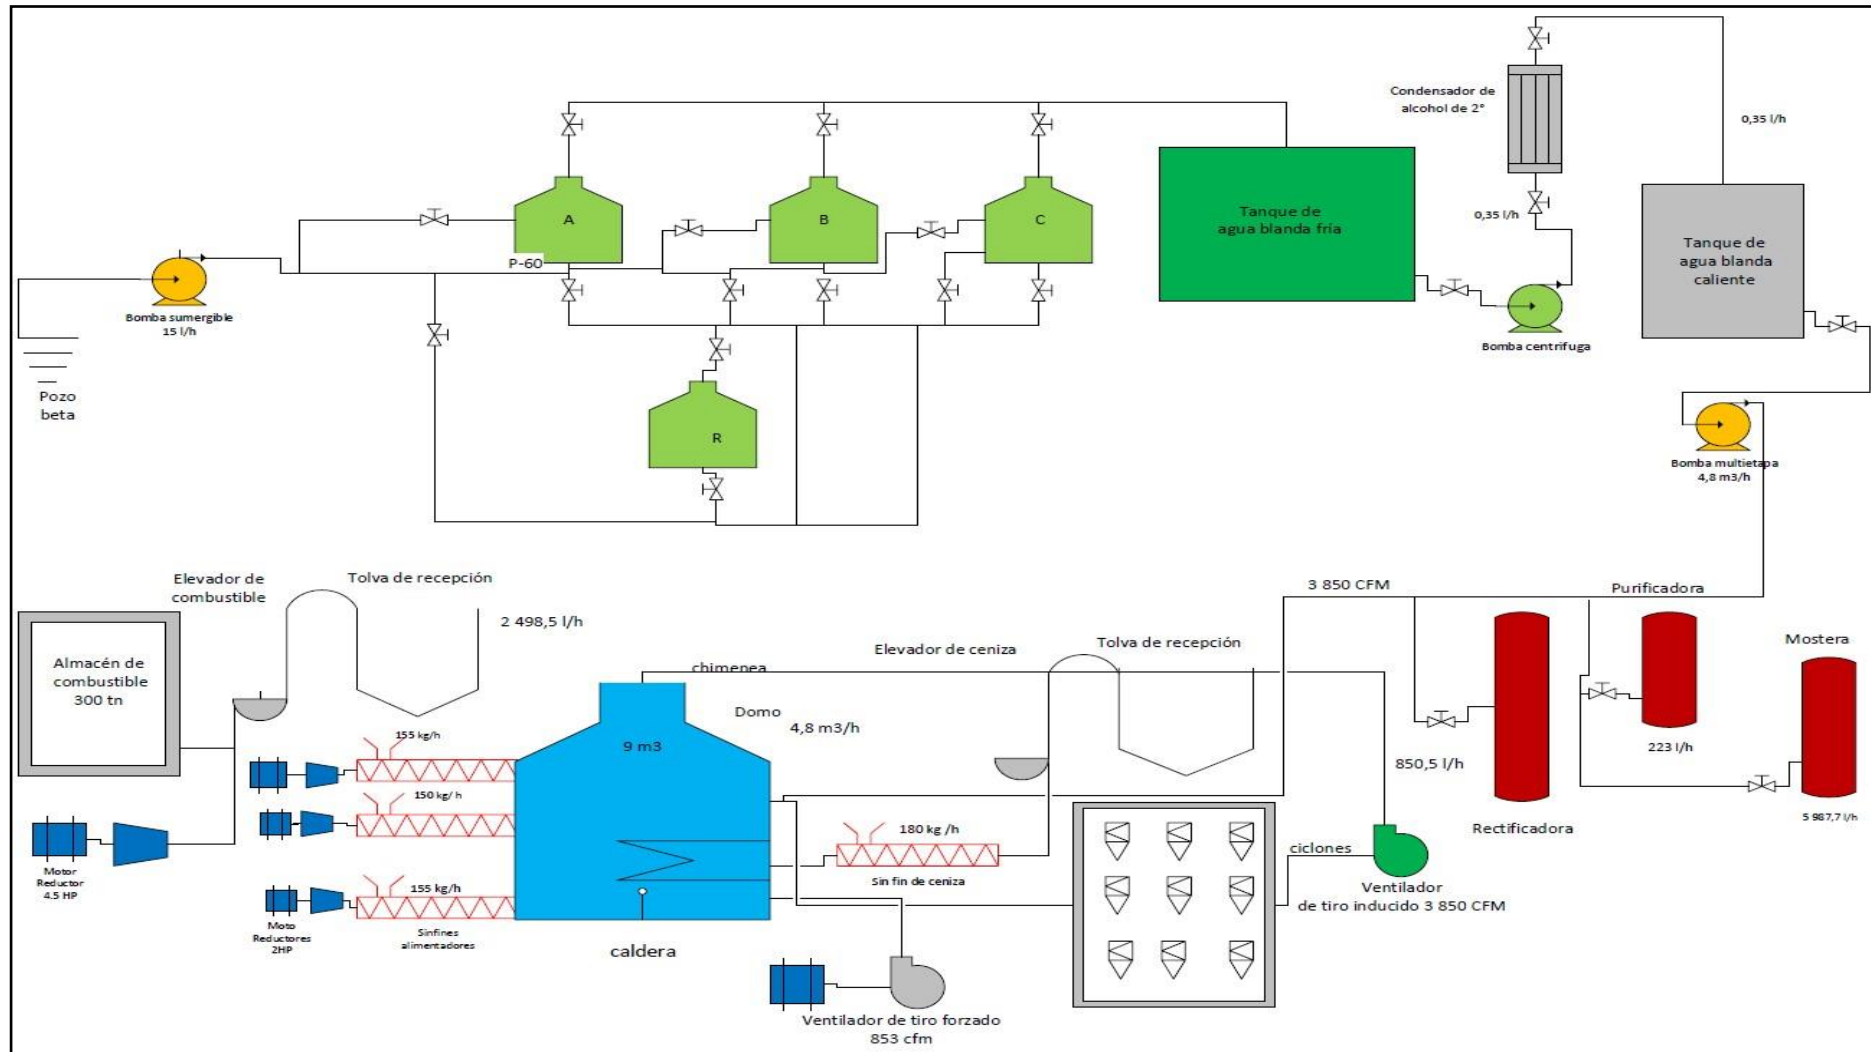 Condensador de
alcohol de 2°
0,35 l/h
A
B
C
Tanque de
agua blanda fría
0,35 l/h
Tanque de
agua blanda
caliente
P-60
Bomba sumergible
15 l/h
Bomba centrifuga
Pozo
beta
R
Bomba multietapa
4,8 m3/h
Elevador de
combustible
Tolva de recepción
2 498,5 l/h
3 850 CFM
Purificadora
Mostera
Almacén de
combustible
300 tn
Elevador de ceniza
Tolva de recepción
chimenea
Domo
4,8 m3/h
9 m3
155 kg/h
150 kg/ h
155 kg/h
180 kg /h
Sin fin de ceniza
850,5 l/h
223 l/h
5 987,7 l/h
Rectificadora
ciclones
Ventilador
de tiro inducido 3 850 CFM
Motor
Reductor
4.5 HP
Moto
Reductores
2HP
Sinfines
alimentadores
caldera
Ventilador de tiro forzado
853 cfm